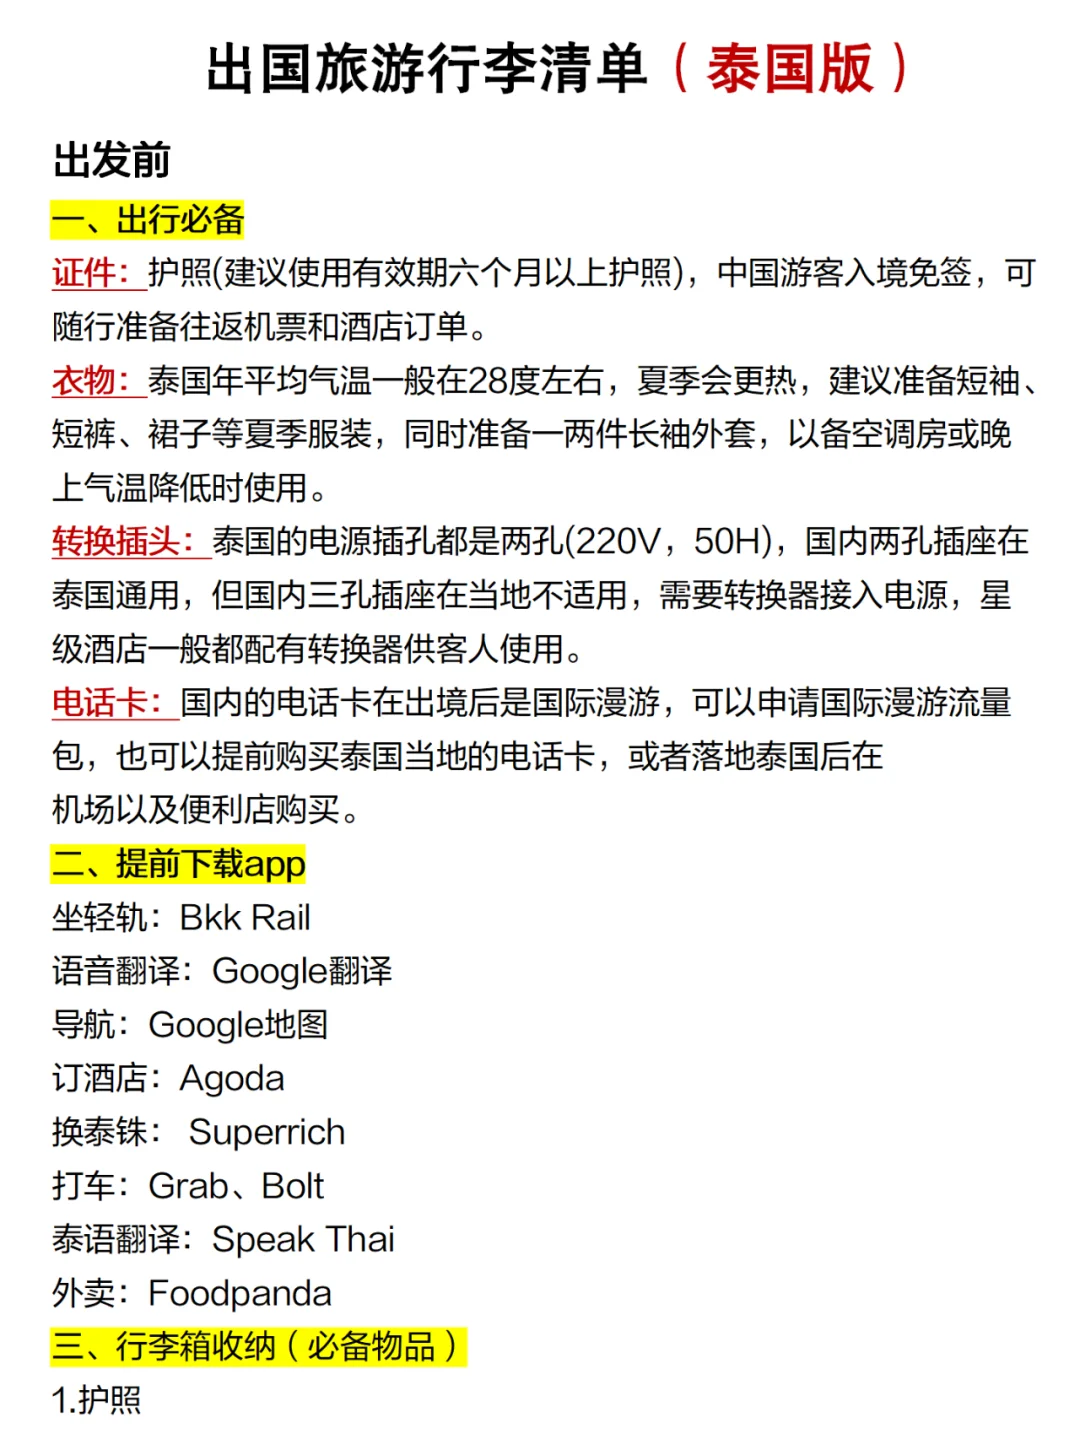 出国旅游行李清单（泰国版）
出发前
一、出行必备
证件：护照(建议使用有效期六个月以上护照)，中国游客入境免签，可
随行准备往返机票和酒店订单。
衣物：泰国年平均气温一般在28度左右，夏季会更热，建议准备短袖、
短裤、裙子等夏季服装，同时准备一两件长袖外套，以备空调房或晚
上气温降低时使用。
转换插头：泰国的电源插孔都是两孔(220V，50H)，国内两孔插座在
泰国通用，但国内三孔插座在当地不适用，需要转换器接入电源，星
级酒店一般都配有转换器供客人使用。
电话卡：国内的电话卡在出境后是国际漫游，可以申请国际漫游流量
包，也可以提前购买泰国当地的电话卡，或者落地泰国后在
机场以及便利店购买。
二、提前下载app
坐轻轨：Bkk Rail
语音翻译：Google翻译
导航：Google地图
订酒店：Agoda
换泰铢： Superrich
打车：Grab、Bolt
泰语翻译：Speak Thai
外卖：Foodpanda
三、行李箱收纳（必备物品）
1.护照